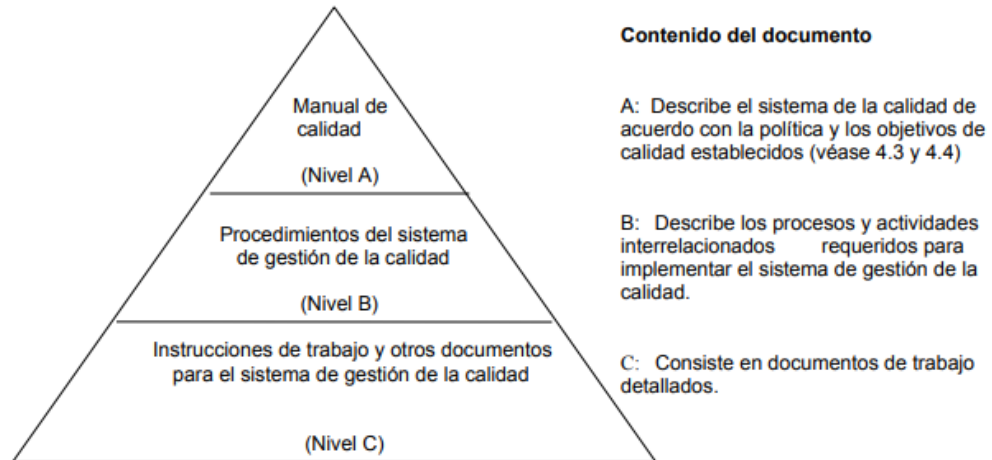 Manual de
calidad
(Nivel A)
Procedimientos del sistema
de gestión de la calidad
(Nivel B)
Instrucciones de trabajo y otros documentos
para el sistema de gestión de la calidad
(Nivel C)
Contenido del documento
A: Describe el sistema de la calidad de
acuerdo con la política y los objetivos de
calidad establecidos (véase 4.3 y 4.4)
B: Describe los procesos y actividades
interrelacionados requeridos para
implementar el sistema de gestión de la
calidad.
C: Consiste en documentos de trabajo
detallados.